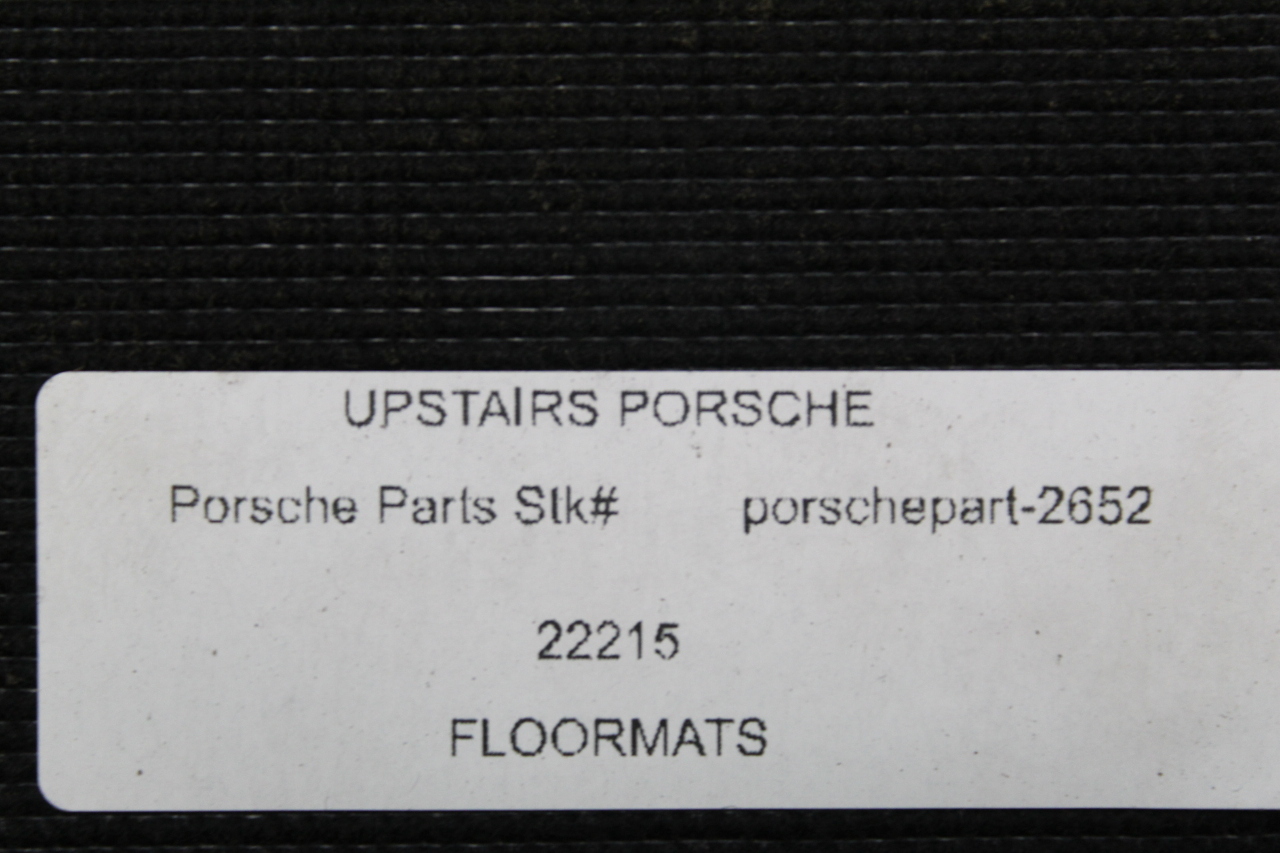 UPSTAIRS PORSCHE
Porsche Parts Stk# porschepart-2652
22215
FLOORMATS